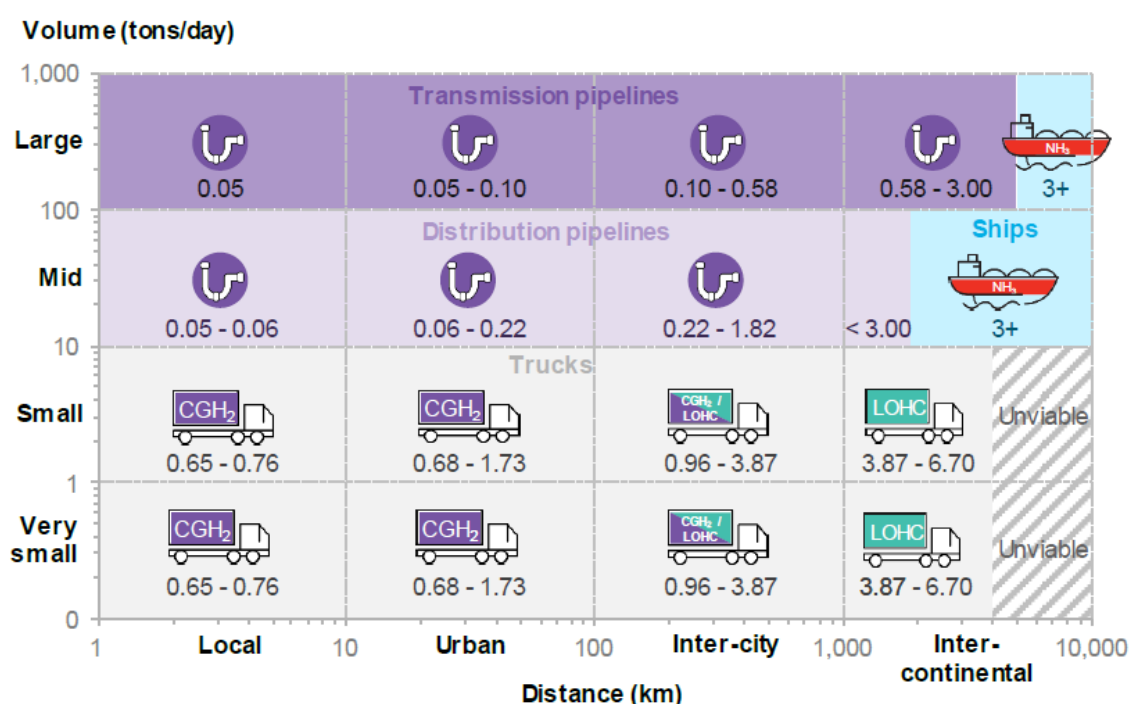 Volume (tons/day)
1,000
Transmission pipelines
Large
NH₃
0.05
0.05 - 0.10
0.10 - 0.58
0.58 - 3.00
3+
100
Distribution pipelines
Ships
Mid
NH₃
0.05 - 0.06
0.06 - 0.22
0.22 - 1.82
< 3.00
3+
10
Trucks
Small
CGH₂
CGH₂
CGH₂ /
LOHC
LOHC
Unviable
0.65 - 0.76
0.68 - 1.73
0.96 - 3.87
3.87 - 6.70
1
Very
small
CGH₂
CGH₂
CGH₂ /
LOHC
LOHC
Unviable
0.65 - 0.76
0.68 - 1.73
0.96 - 3.87
3.87 - 6.70
0
1
Local
10
Urban
100
Inter-city
1,000
Inter-
continental
10,000
Distance (km)